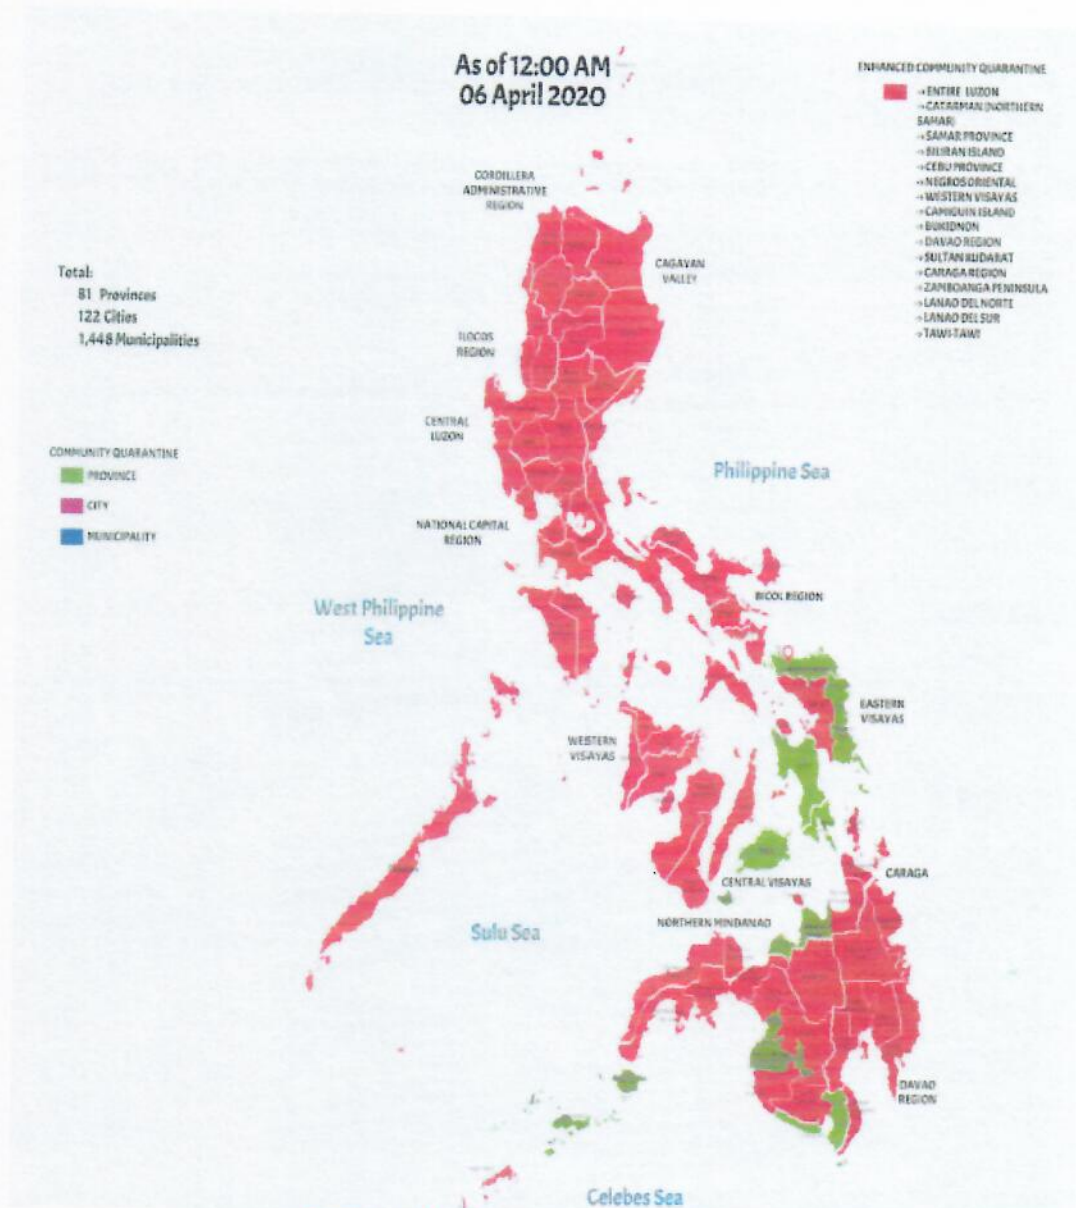 As of 12:00 AM
06 April 2020
ENHANCED COMMUNITY QUARANTINE
→ENTIRE LUZON
→CATARMAN (NORTHERN
SAMAR)
→SAMAR PROVINCE
→BILIRAN ISLAND
→CEBU PROVINCE
→NEGROS ORIENTAL
→WESTERN VISAYAS
→CAMIGUIN ISLAND
→BUKIDNON
→DAVAO REGION
→SULTAN KUDARAT
→CARAGA REGION
→ZAMBOANGA PENINSULA
→LANAO DEL NORTE
→LANAO DEL SUR
→TAWI-TAWI
CORDILLERA
ADMINISTRATIVE
REGION
CAGAYAN
VALLEY
Total:
81 Provinces
122 Cities
1,448 Municipalities
ILOCOS
REGION
CENTRAL
LUZON
COMMUNITY QUARANTINE
PROVINCE
CITY
MUNICIPALITY
Philippine Sea
NATIONAL CAPITAL
REGION
BICOL REGION
West Philippine
Sea
EASTERN
VISAYAS
WESTERN
VISAYAS
CARAGA
CENTRAL VISAYAS
NORTHERN MINDANAO
Sulu Sea
DAVAO
REGION
Celebes Sea